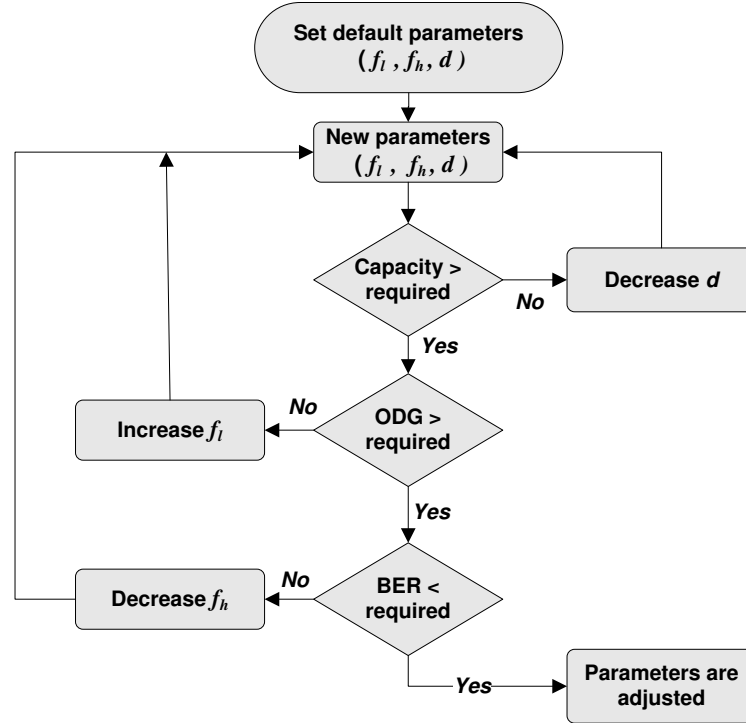 Set default parameters
( f_l , f_h, d )
New parameters
( f_l , f_h, d )
Capacity >
required
No
Decrease d
Yes
Increase f_l
No
ODG >
required
Yes
Decrease f_h
No
BER <
required
Yes
Parameters are
adjusted